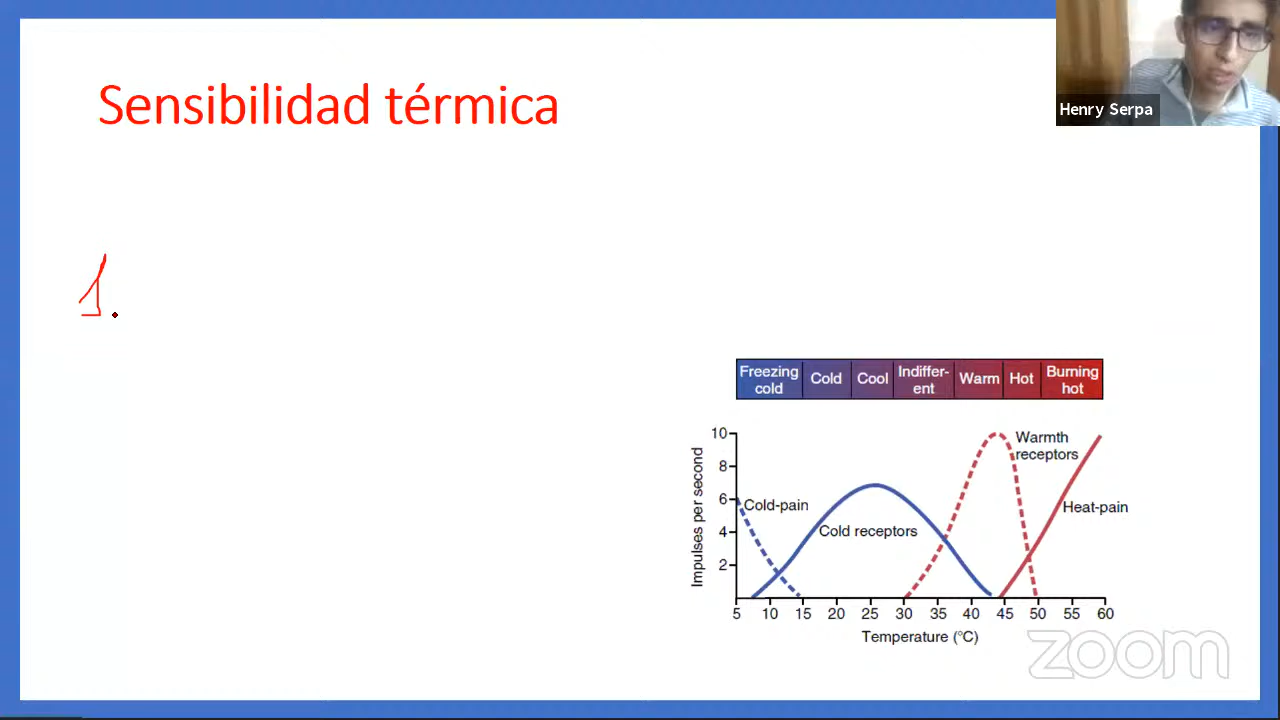 Sensibilidad térmica
Henry Serpa
1.
Freezing cold
Cold
Cool
Indiffer-
ent
Warm
Hot
Burning hot
10
8
6
4
2
Impulses per second
Cold-pain
Cold receptors
Warmth
receptors
Heat-pain
5 10 15 20 25 30 35 40 45 50 55 60
Temperature (°C)
zoom